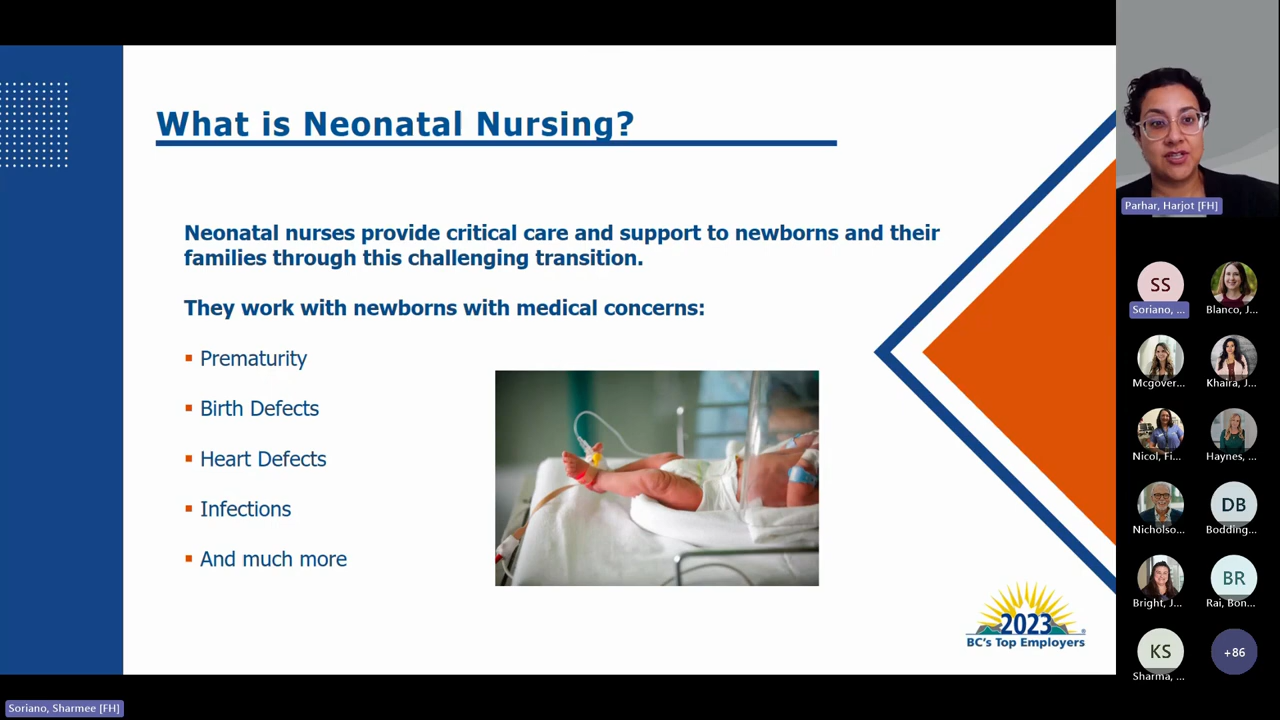 What is Neonatal Nursing?
Neonatal nurses provide critical care and support to newborns and their
families through this challenging transition.
They work with newborns with medical concerns:
Prematurity
Birth Defects
Heart Defects
Infections
And much more
2023
BC's Top Employers
®
Parhar, Harjot [FH]
SS
Soriano, ...
Blanco, J...
Mcgover...
Khaira, J...
Nicol, Fi...
Haynes, ...
Nicholso...
DB
Bodding...
Bright, J...
BR
Rai, Bon...
KS
Sharma, ...
+86
Soriano, Sharmee [FH]